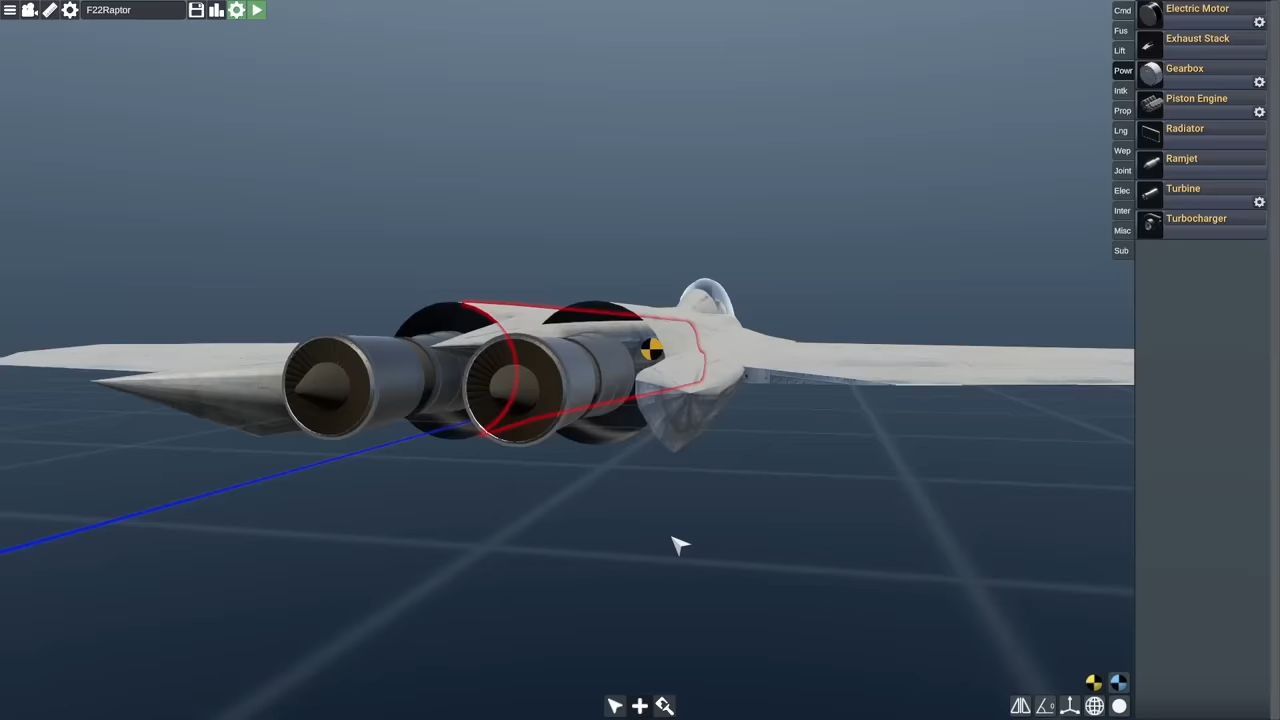 F22Raptor
Cmd
Fus
Lift
Powr
Intk
Prop
Lng
Wep
Joint
Elec
Inter
Misc
Sub
Electric Motor
Exhaust Stack
Gearbox
Piston Engine
Radiator
Ramjet
Turbine
Turbocharger